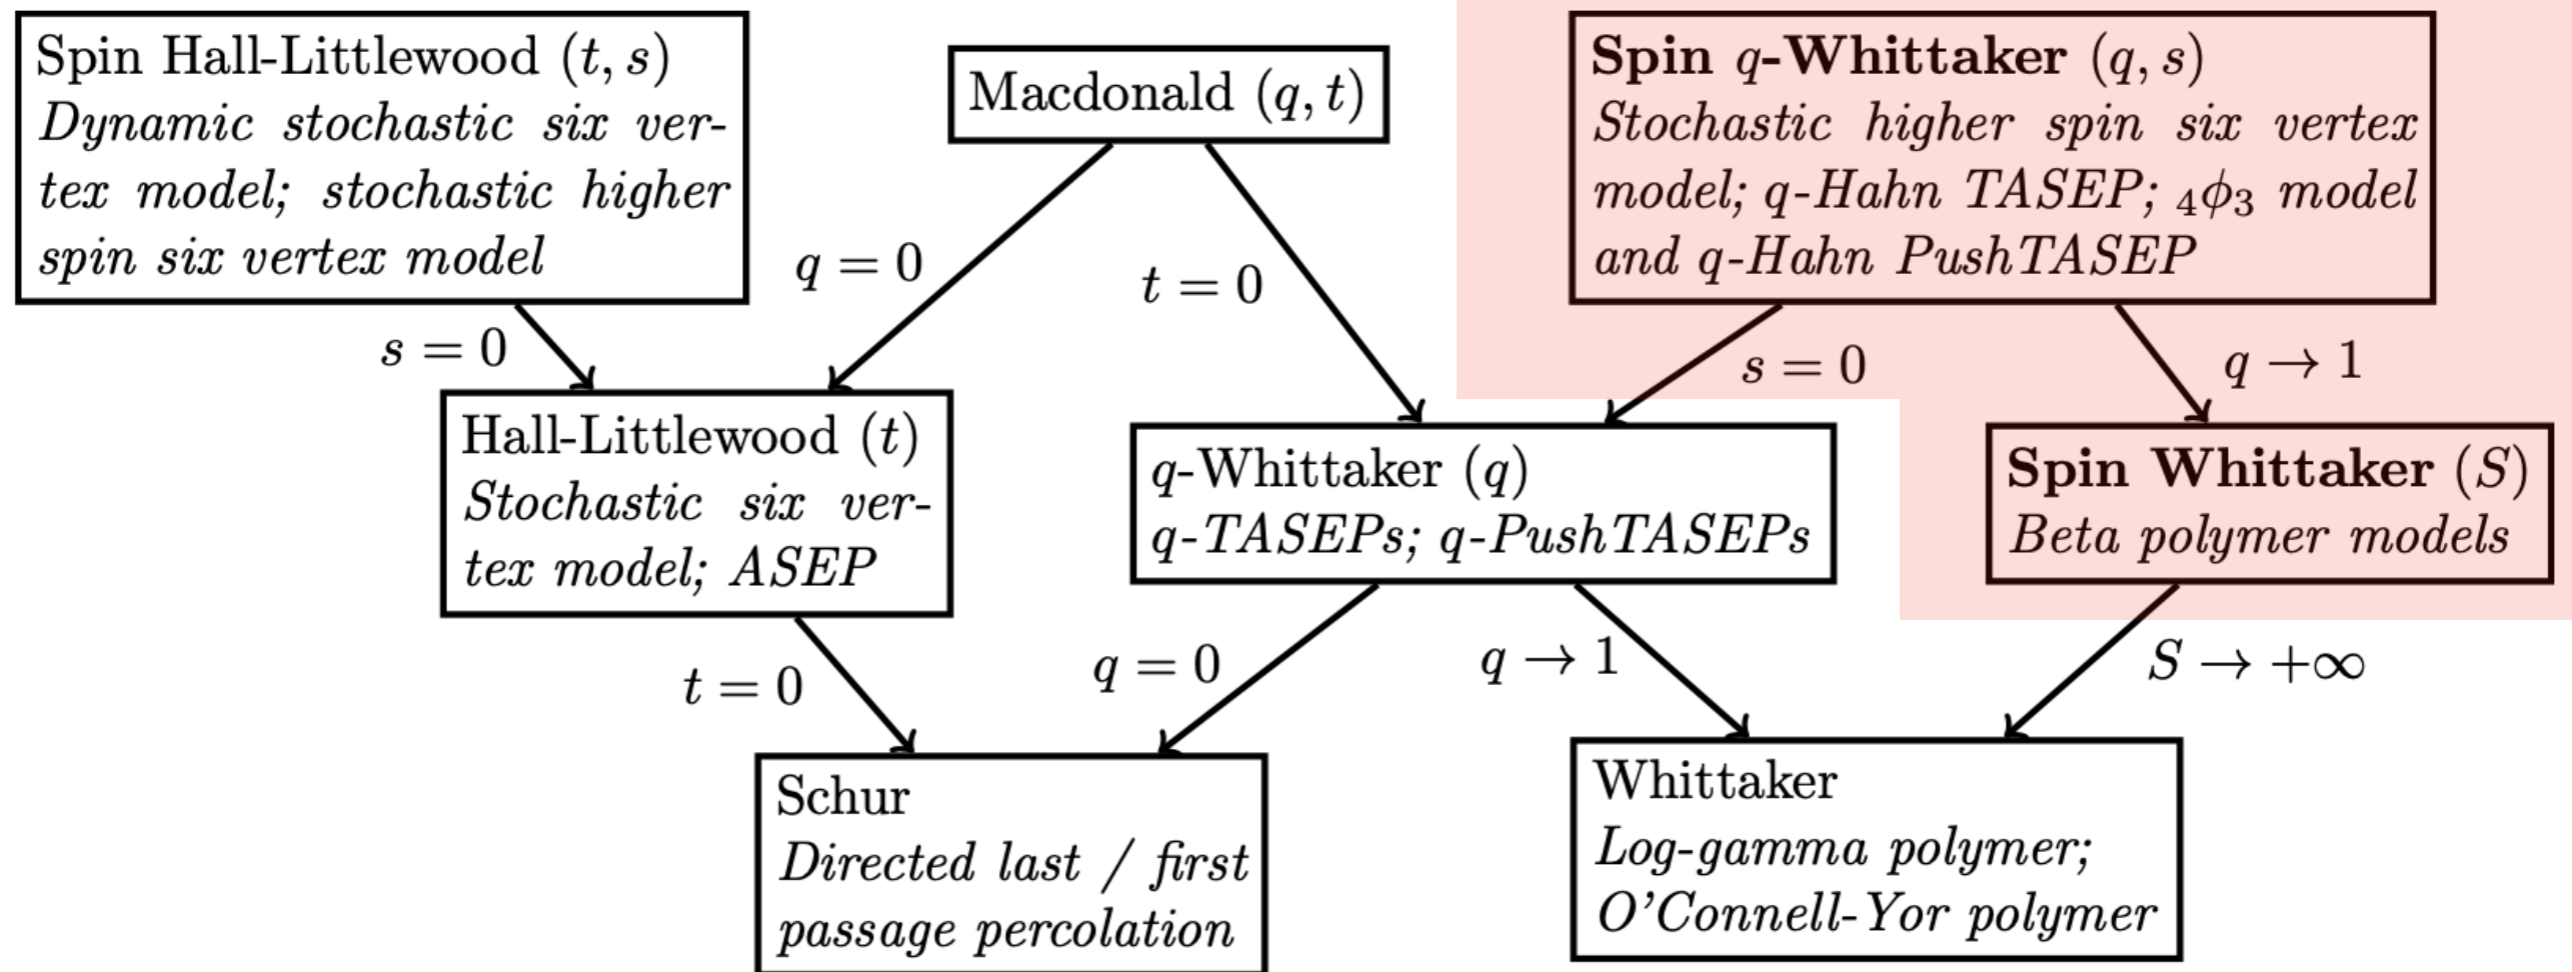 Spin Hall-Littlewood (t, s)
Dynamic stochastic six ver-
tex model; stochastic higher
spin six vertex model
Macdonald (q, t)
Spin q-Whittaker (q, s)
Stochastic higher spin six vertex
model; q-Hahn TASEP; ₄ϕ₃ model
and q-Hahn PushTASEP
s = 0
q = 0
t = 0
s = 0
q → 1
Hall-Littlewood (t)
Stochastic six ver-
tex model; ASEP
q-Whittaker (q)
q-TASEPs; q-PushTASEPs
Spin Whittaker (S)
Beta polymer models
t = 0
q = 0
q → 1
S → +∞
Schur
Directed last / first
passage percolation
Whittaker
Log-gamma polymer;
O'Connell-Yor polymer